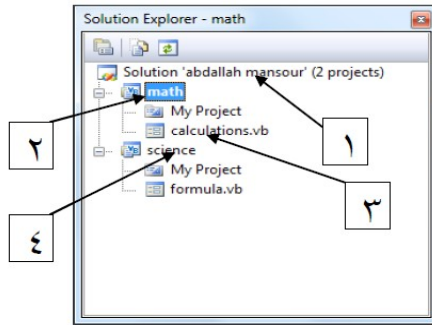 Solution Explorer - math
Solution 'abdallah mansour' (2 projects)
math
My Project
calculations.vb
science
My Project
formula.vb
١
٢
٣
٤